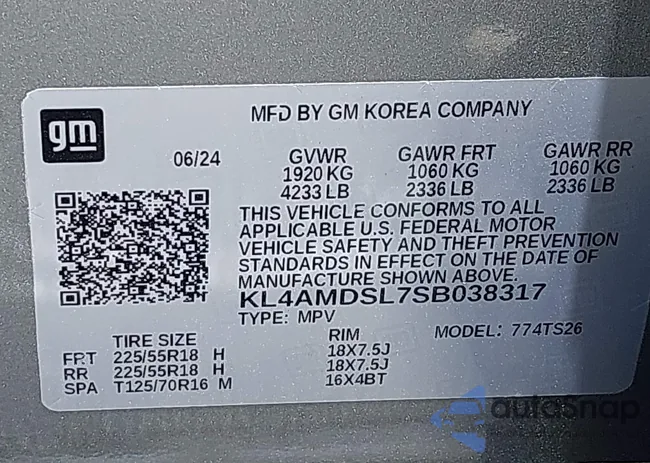 gm
MFD BY GM KOREA COMPANY
06/24
GVWR GAWR FRT GAWR RR
1920 KG 1060 KG 1060 KG
4233 LB 2336 LB 2336 LB
THIS VEHICLE CONFORMS TO ALL
APPLICABLE U.S. FEDERAL MOTOR
VEHICLE SAFETY AND THEFT PREVENTION
STANDARDS IN EFFECT ON THE DATE OF
MANUFACTURE SHOWN ABOVE.
KL4AMDSL7SB038317
TYPE: MPV MODEL: 774TS26
TIRE SIZE RIM
FRT 225/55R18 H 18X7.5J
RR 225/55R18 H 18X7.5J
SPA T125/70R16 M 16X4BT
autoSnap